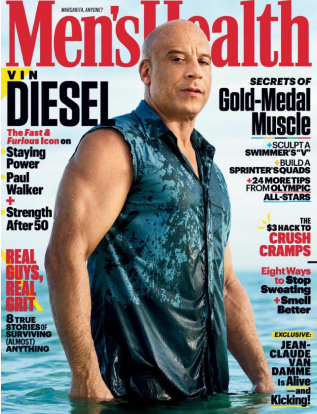 MARGARITA, ANYONE?
Men'sHealth
VIN
DIESEL
The Fast &
Furious Icon on
Staying
Power
Paul
Walker
+
Strength
After 50
REAL
GUYS,
REAL
GRIT
8 TRUE
STORIES OF
SURVIVING
(ALMOST)
ANYTHING
SECRETS OF
Gold-Medal
Muscle
+SCULPT A
SWIMMER'S "V"
+BUILD A
SPRINTER'S QUADS
+24 MORE TIPS
FROM OLYMPIC
ALL-STARS
THE
$3 HACK TO
CRUSH
CRAMPS
Eight Ways
to Stop
Sweating
+Smell
Better
EXCLUSIVE:
JEAN-
CLAUDE
VAN
DAMME
Is Alive
—and
Kicking!